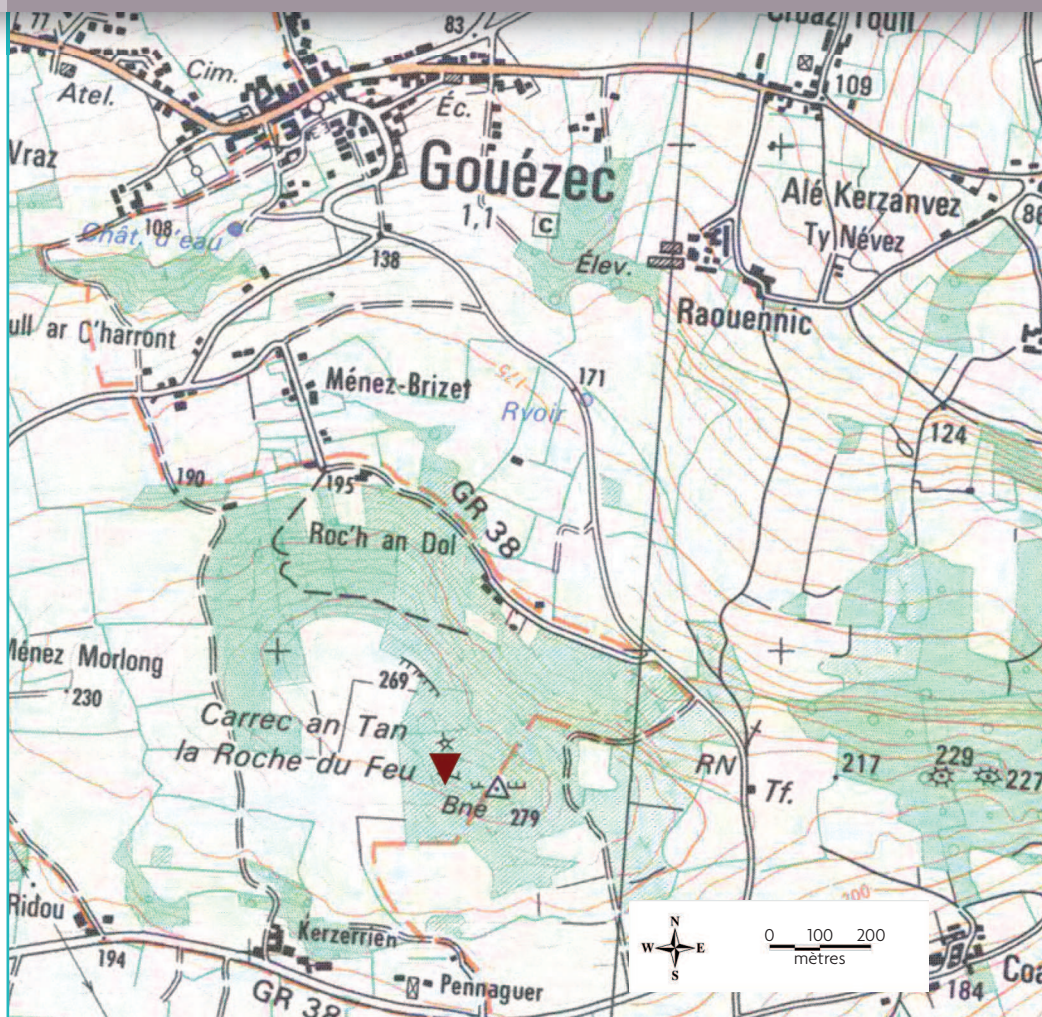 77
83
Cim.
Atel.
Éc.
109
Vraz
Gouézec
1,1
C
Alé Kerzanvez
Ty Névez
108
Chât. d'eau
138
Élev.
Raouennic
ull ar C'harront
Ménez-Brizet
175
171
Rvoir
124
190
195
GR 38
Roc'h an Dol
Ménez Morlong
230
269
Carrec an Tan
la Roche du Feu
Bne
279
RN
Tf.
217
229
227
200
Ridou
194
Kerzerrien
Pennaguer
GR 38
184
Coa
N
W E
S
0 100 200
mètres